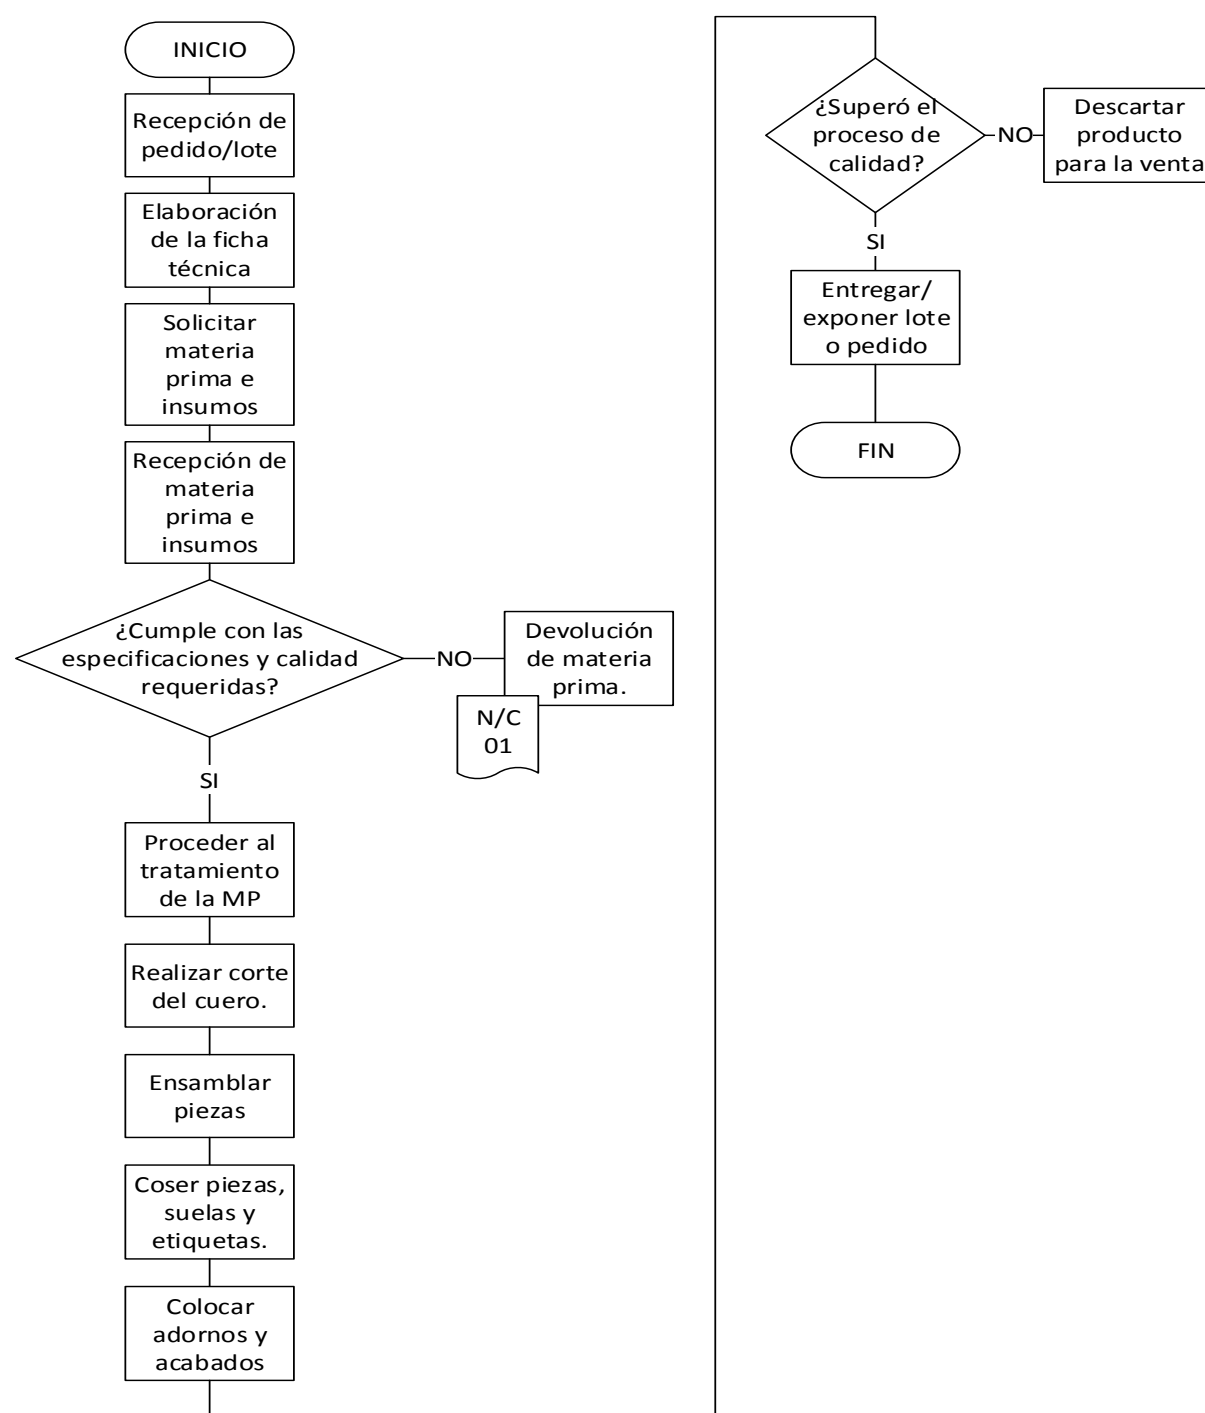 INICIO
Recepción de
pedido/lote
Elaboración
de la ficha
técnica
Solicitar
materia
prima e
insumos
Recepción de
materia
prima e
insumos
¿Cumple con las
especificaciones y calidad
requeridas?
NO
Devolución
de materia
prima.
N/C
01
SI
Proceder al
tratamiento
de la MP
Realizar corte
del cuero.
Ensamblar
piezas
Coser piezas,
suelas y
etiquetas.
Colocar
adornos y
acabados
¿Superó el
proceso de
calidad?
NO
Descartar
producto
para la venta
SI
Entregar/
exponer lote
o pedido
FIN